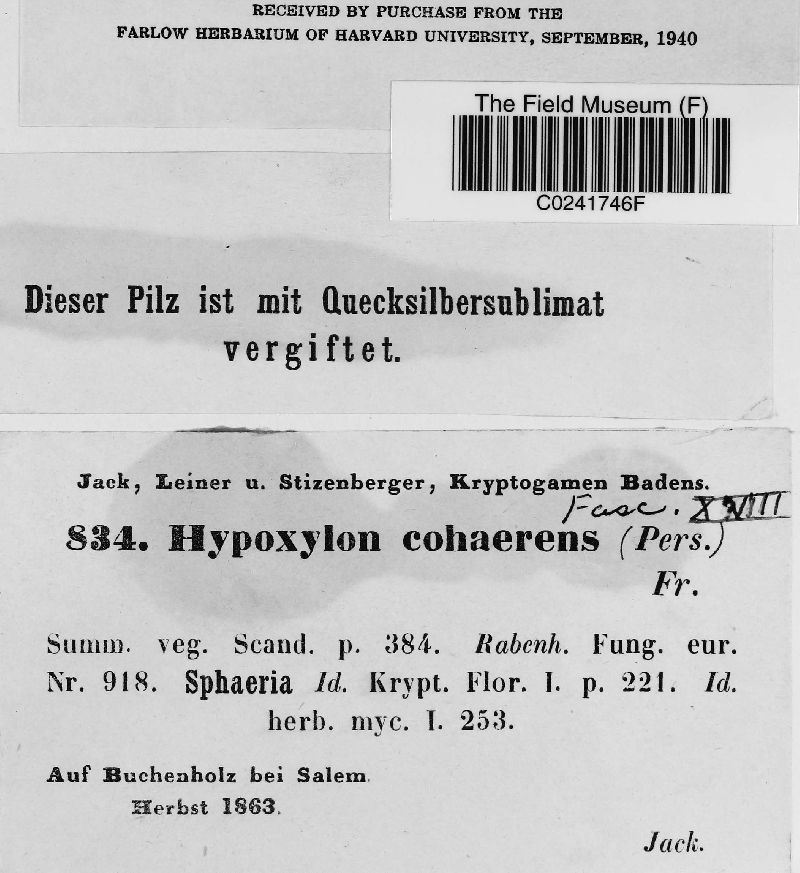 RECEIVED BY PURCHASE FROM THE
FARLOW HERBARIUM OF HARVARD UNIVERSITY, SEPTEMBER, 1940
The Field Museum (F)
C0241746F
Dieser Pilz ist mit Quecksilbersublimat
vergiftet.
Jack, Leiner u. Stizenberger, Kryptogamen Badens.
Fasc. XVIII
834. Hypoxylon cohaerens (Pers.)
Fr.
Summ. veg. Scand. p. 384. Rabenh. Fung. eur.
Nr. 918. Sphaeria Id. Krypt. Flor. I. p. 221. Id.
herb. myc. I. 253.
Auf Buchenholz bei Salem.
Herbst 1863.
Jack.